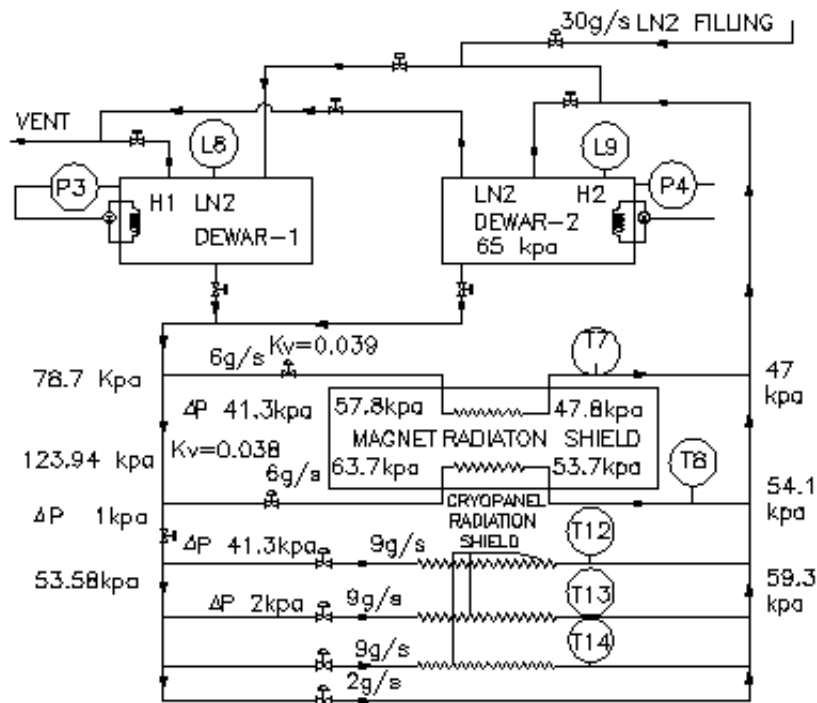 30g/s LN2 FILLING
VENT
L8
L9
P3
H1 LN2
DEWAR-1
LN2 H2
DEWAR-2
65 kpa
P4
6g/s
Kv=0.039
T7
78.7 Kpa
47
kpa
ΔP 41.3kpa
57.8kpa
47.8kpa
MAGNET RADIATON SHIELD
Kv=0.038
123.94 kpa
63.7kpa
53.7kpa
6g/s
T8
ΔP 1kpa
54.1
kpa
CRYOPANEL
RADIATION
SHIELD
ΔP 41.3kpa
9g/s
T12
53.58kpa
59.3
kpa
ΔP 2kpa
9g/s
T13
9g/s
T14
2g/s